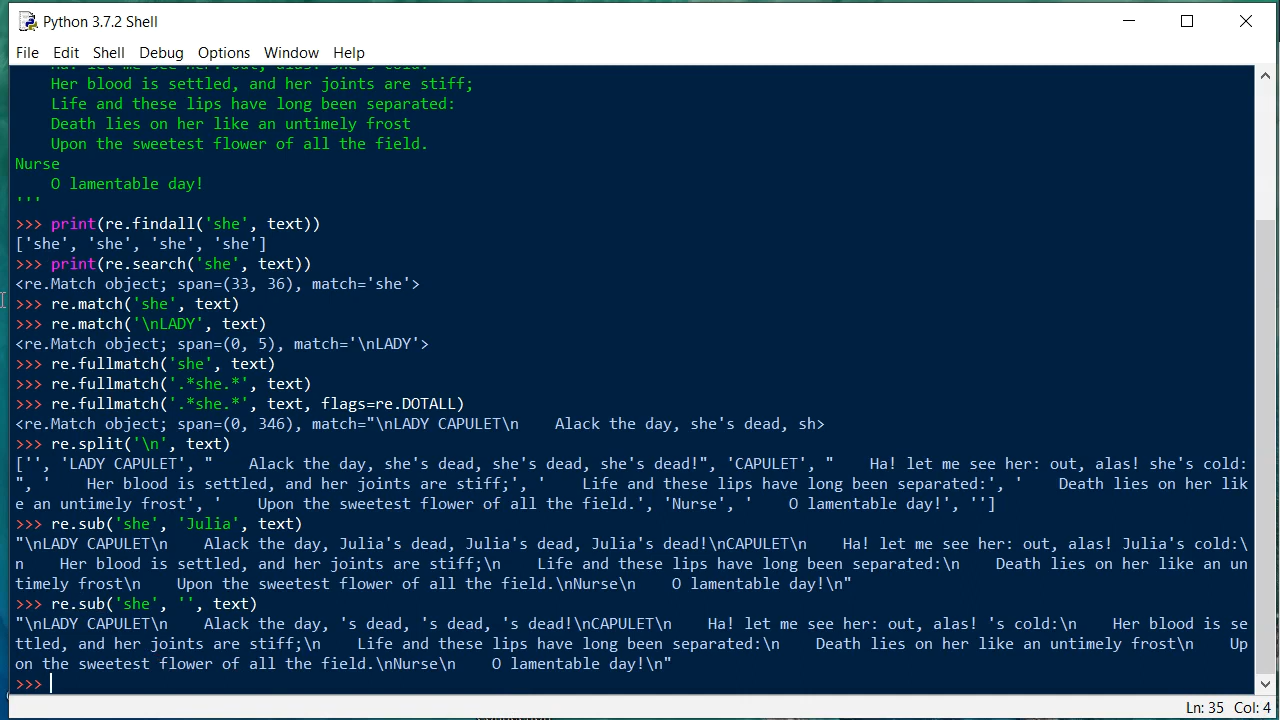 Python 3.7.2 Shell
File Edit Shell Debug Options Window Help
    Ha! let me see her: out, alas! she's cold:
    Her blood is settled, and her joints are stiff;
    Life and these lips have long been separated:
    Death lies on her like an untimely frost
    Upon the sweetest flower of all the field.
Nurse
    O lamentable day!
'''
>>> print(re.findall('she', text))
['she', 'she', 'she', 'she']
>>> print(re.search('she', text))
<re.Match object; span=(33, 36), match='she'>
>>> re.match('she', text)
>>> re.match('\nLADY', text)
<re.Match object; span=(0, 5), match='\nLADY'>
>>> re.fullmatch('she', text)
>>> re.fullmatch('.*she.*', text)
>>> re.fullmatch('.*she.*', text, flags=re.DOTALL)
<re.Match object; span=(0, 346), match="\nLADY CAPULET\n    Alack the day, she's dead, sh>
>>> re.split('\n', text)
['', 'LADY CAPULET', "    Alack the day, she's dead, she's dead, she's dead!", 'CAPULET', "    Ha! let me see her: out, alas! she's cold:
", '    Her blood is settled, and her joints are stiff;', '    Life and these lips have long been separated:', '    Death lies on her lik
e an untimely frost', '    Upon the sweetest flower of all the field.', 'Nurse', '    O lamentable day!', '']
>>> re.sub('she', 'Julia', text)
"\nLADY CAPULET\n    Alack the day, Julia's dead, Julia's dead, Julia's dead!\nCAPULET\n    Ha! let me see her: out, alas! Julia's cold:\
n    Her blood is settled, and her joints are stiff;\n    Life and these lips have long been separated:\n    Death lies on her like an un
timely frost\n    Upon the sweetest flower of all the field.\nNurse\n    O lamentable day!\n"
>>> re.sub('she', '', text)
"\nLADY CAPULET\n    Alack the day, 's dead, 's dead, 's dead!\nCAPULET\n    Ha! let me see her: out, alas! 's cold:\n    Her blood is se
ttled, and her joints are stiff;\n    Life and these lips have long been separated:\n    Death lies on her like an untimely frost\n    Up
on the sweetest flower of all the field.\nNurse\n    O lamentable day!\n"
>>>
Ln: 35 Col: 4